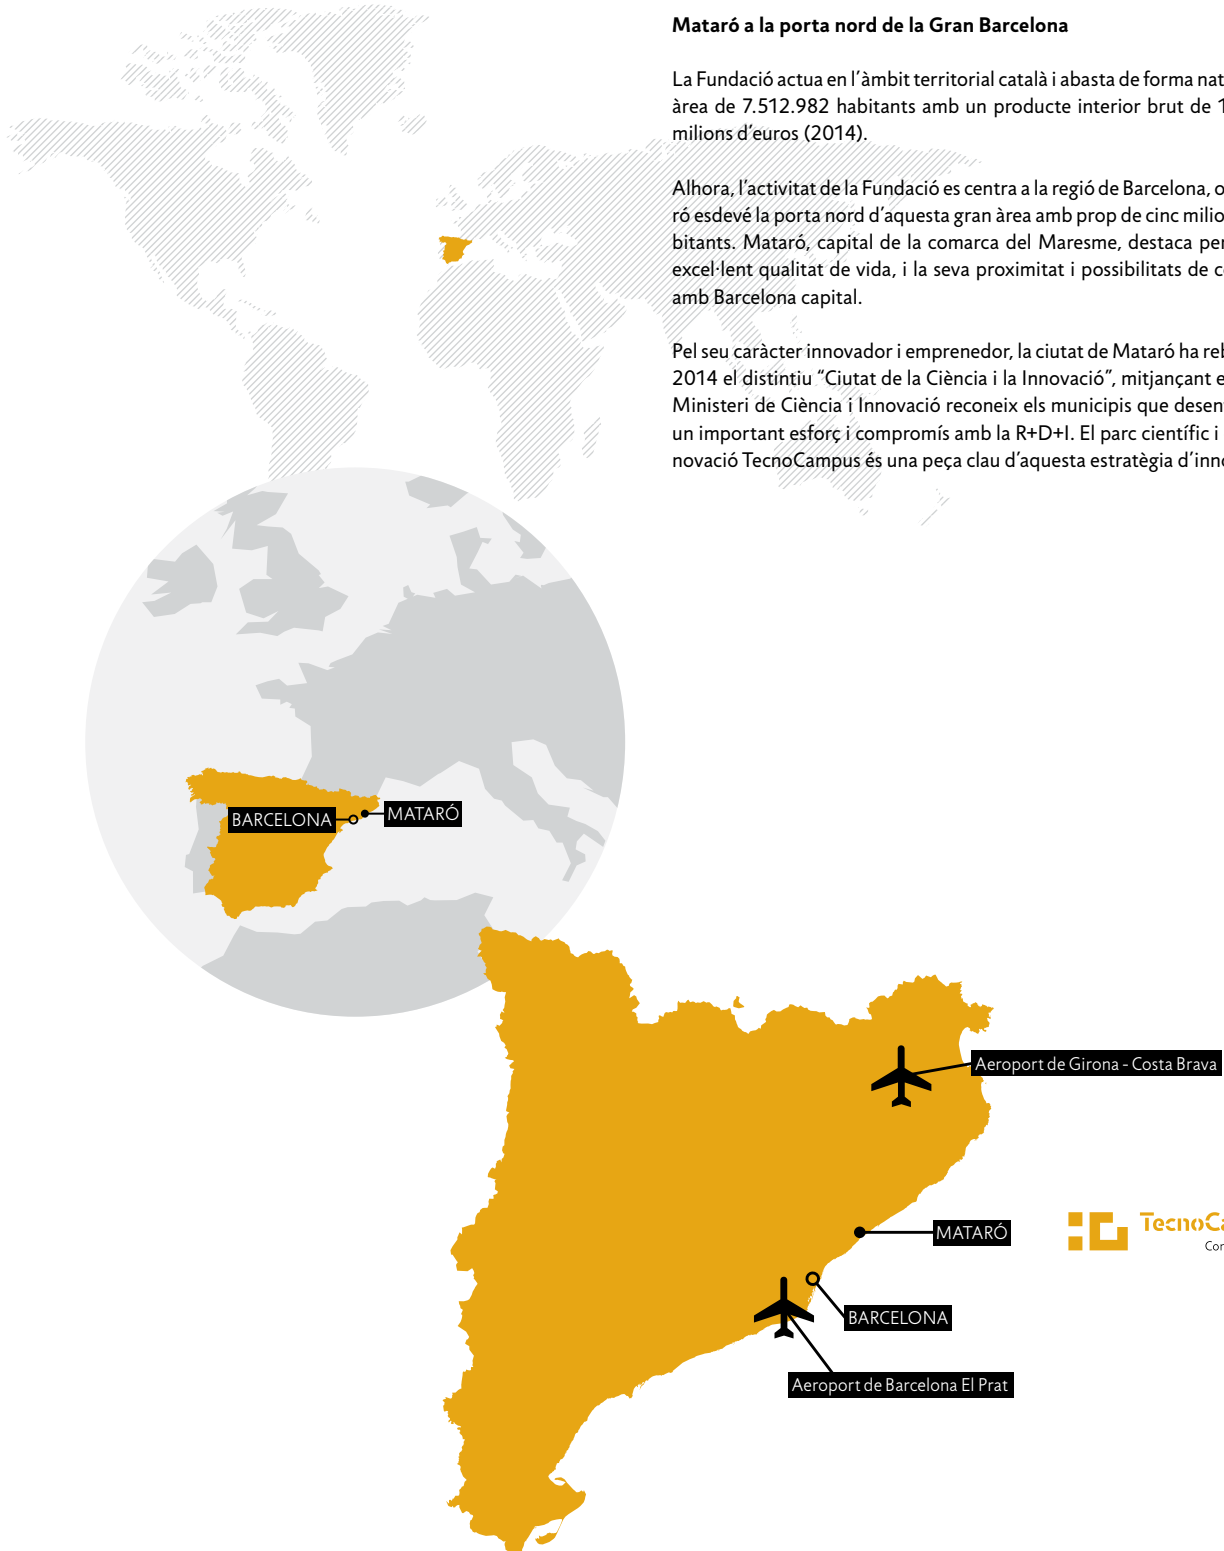 Mataró a la porta nord de la Gran Barcelona
La Fundació actua en l'àmbit territorial català i abasta de forma nat
àrea de 7.512.982 habitants amb un producte interior brut de 1
milions d'euros (2014).
Alhora, l'activitat de la Fundació es centra a la regió de Barcelona, o
ró esdevé la porta nord d'aquesta gran àrea amb prop de cinc milio
bitants. Mataró, capital de la comarca del Maresme, destaca per
excel·lent qualitat de vida, i la seva proximitat i possibilitats de c
amb Barcelona capital.
Pel seu caràcter innovador i emprenedor, la ciutat de Mataró ha reb
2014 el distintiu “Ciutat de la Ciència i la Innovació”, mitjançant e
Ministeri de Ciència i Innovació reconeix els municipis que desen
un important esforç i compromís amb la R+D+I. El parc científic i
novació TecnoCampus és una peça clau d'aquesta estratègia d'inno
BARCELONA
MATARÓ
Aeroport de Girona - Costa Brava
MATARÓ
TecnoCa
Con
BARCELONA
Aeroport de Barcelona El Prat